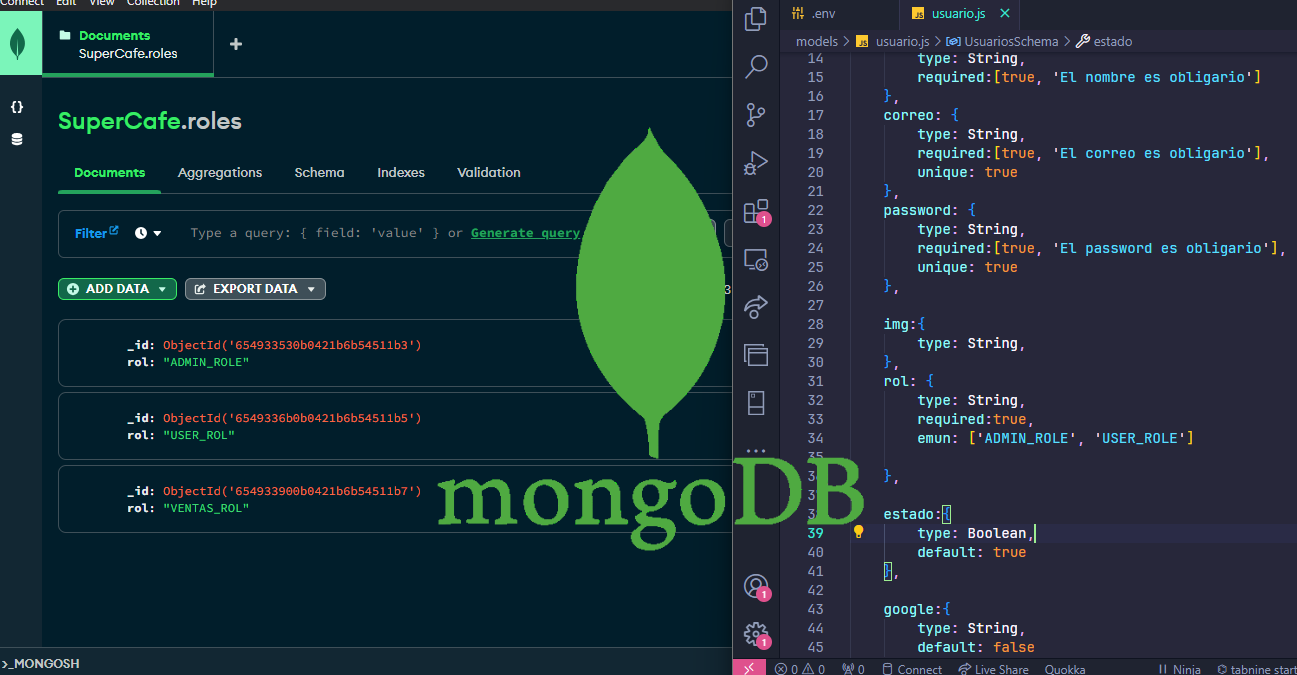 Connect Edit View Collection Help
Documents
SuperCafe.roles
SuperCafe.roles
Documents Aggregations Schema Indexes Validation
Filter Type a query: { field: 'value' } or Generate query
ADD DATA EXPORT DATA
3
_id: ObjectId('654933530b0421b6b54511b3')
rol: "ADMIN_ROLE"
_id: ObjectId('6549336b0b0421b6b54511b5')
rol: "USER_ROL"
_id: ObjectId('654933900b0421b6b54511b7')
rol: "VENTAS_ROL"
>_MONGOSH
mongoDB
.env JS usuario.js
models > JS usuario.js > UsuariosSchema > estado
14 type: String,
15 required:[true, 'El nombre es obligario']
16 },
17 correo: {
18 type: String,
19 required:[true, 'El correo es obligario'],
20 unique: true
21 },
22 password: {
23 type: String,
24 required:[true, 'El password es obligario'],
25 unique: true
26 },
27
28 img:{
29 type: String,
30 },
31 rol: {
32 type: String,
33 required:true,
34 emun: ['ADMIN_ROLE', 'USER_ROLE']
35
},
estado:{
39 type: Boolean,
40 default: true
41 },
42
43 google:{
44 type: String,
45 default: false
1
1
1
0 0 0 Connect Live Share Quokka Ninja tabnine start